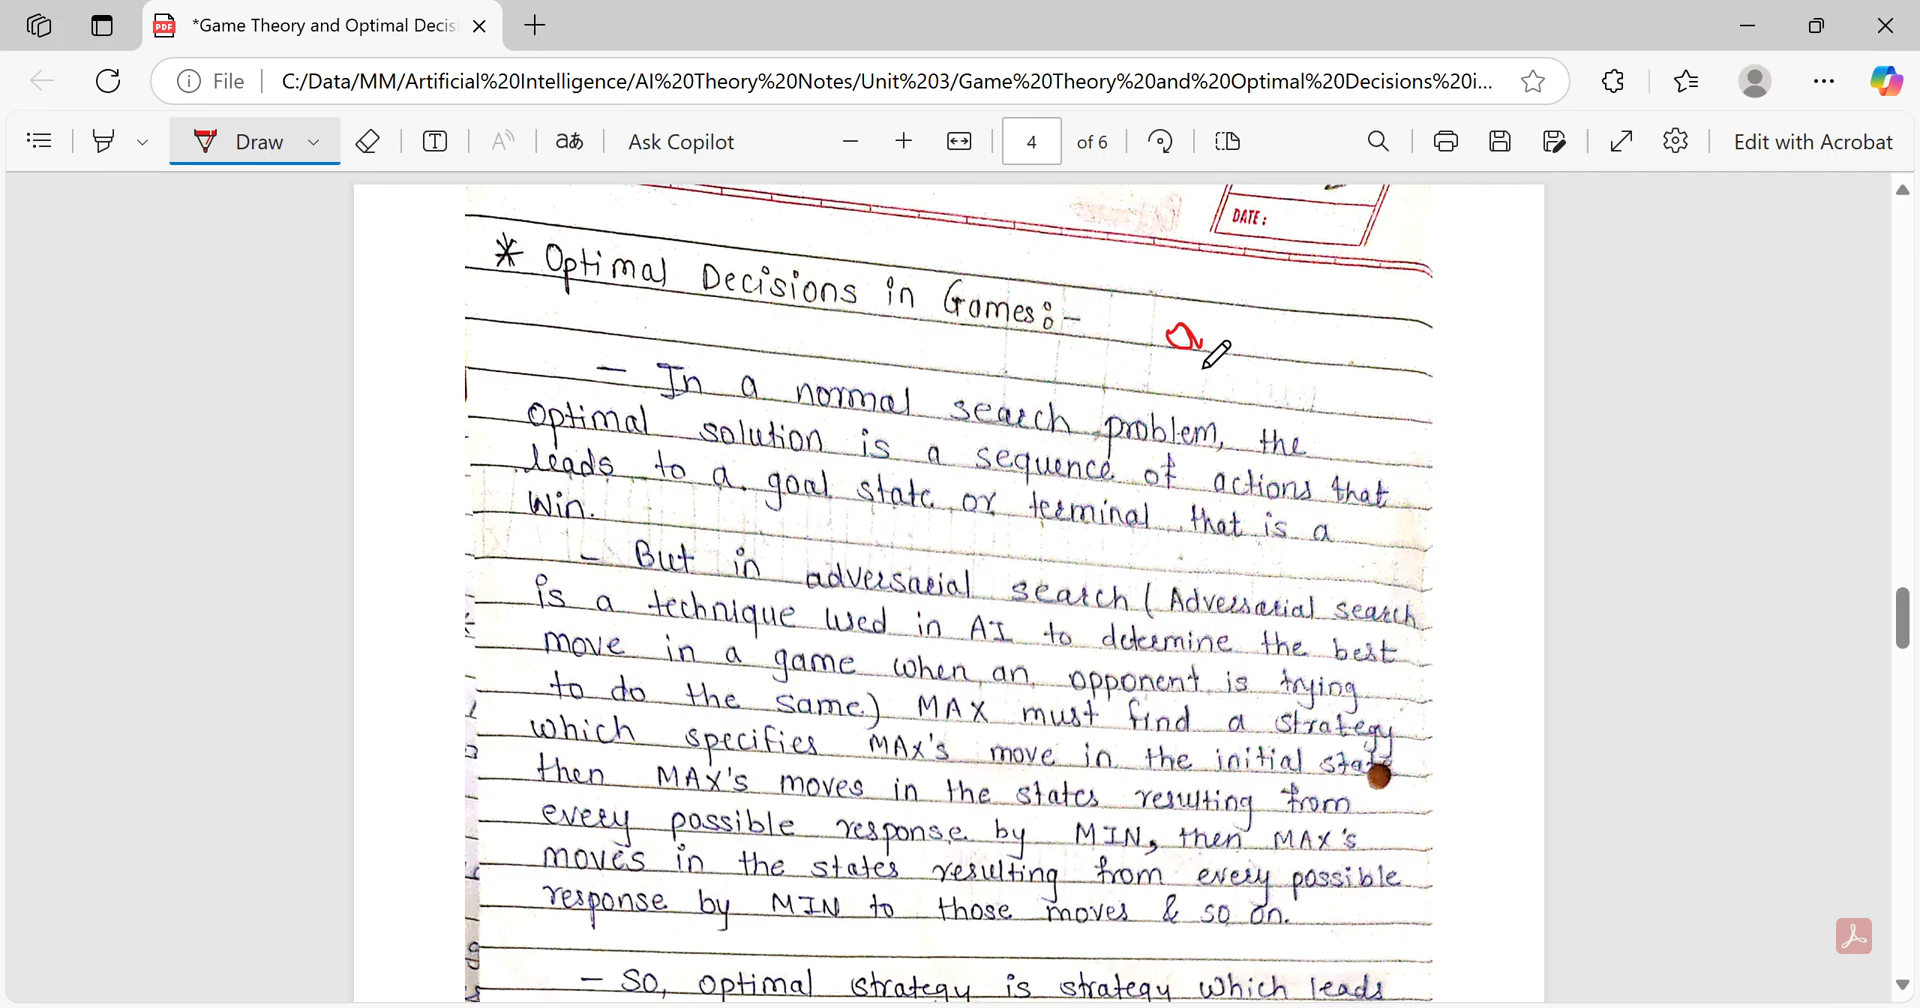 *Game Theory and Optimal Decis
File
C:/Data/MM/Artificial%20Intelligence/AI%20Theory%20Notes/Unit%203/Game%20Theory%20and%20Optimal%20Decisions%20i...
Draw
Ask Copilot
4
of 6
Edit with Acrobat
DATE:
* Optimal Decisions in Games:-
- In a normal search problem, the
optimal solution is a sequence of actions that
leads to a goal state or terminal that is a
Win.
- But in adversarial search (Adversarial search
is a technique used in AI to determine the best
move in a game when an opponent is trying
to do the same) MAX must find a strategy
which specifies MAX's move in the initial state
then MAX's moves in the states resulting from
every possible response by MIN, then MAX's
moves in the states resulting from every possible
response by MIN to those moves & so on.
- So, optimal strategy is strategy which leads